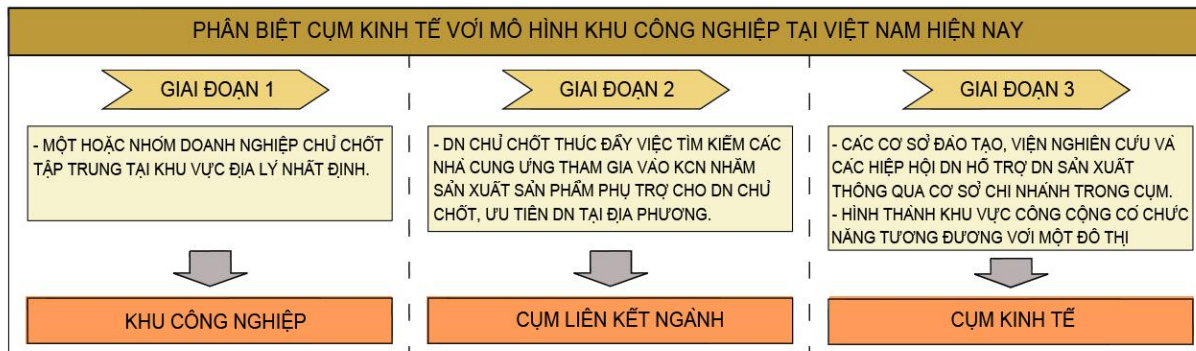 PHÂN BIỆT CỤM KINH TẾ VỚI MÔ HÌNH KHU CÔNG NGHIỆP TẠI VIỆT NAM HIỆN NAY
GIAI ĐOẠN 1
- MỘT HOẶC NHÓM DOANH NGHIỆP CHỦ CHỐT
TẬP TRUNG TẠI KHU VỰC ĐỊA LÝ NHẤT ĐỊNH.
KHU CÔNG NGHIỆP
GIAI ĐOẠN 2
- DN CHỦ CHỐT THÚC ĐẨY VIỆC TÌM KIẾM CÁC
NHÀ CUNG ỨNG THAM GIA VÀO KCN NHẰM
SẢN XUẤT SẢN PHẨM PHỤ TRỢ CHO DN CHỦ
CHỐT, ƯU TIÊN DN TẠI ĐỊA PHƯƠNG.
CỤM LIÊN KẾT NGÀNH
GIAI ĐOẠN 3
- CÁC CƠ SỞ ĐÀO TẠO, VIỆN NGHIÊN CỨU VÀ
CÁC HIỆP HỘI DN HỖ TRỢ DN SẢN XUẤT
THÔNG QUA CƠ SỞ CHI NHÁNH TRONG CỤM.
- HÌNH THÀNH KHU VỰC CÔNG CỘNG CÓ CHỨC
NĂNG TƯƠNG ĐƯƠNG VỚI MỘT ĐÔ THỊ
CỤM KINH TẾ